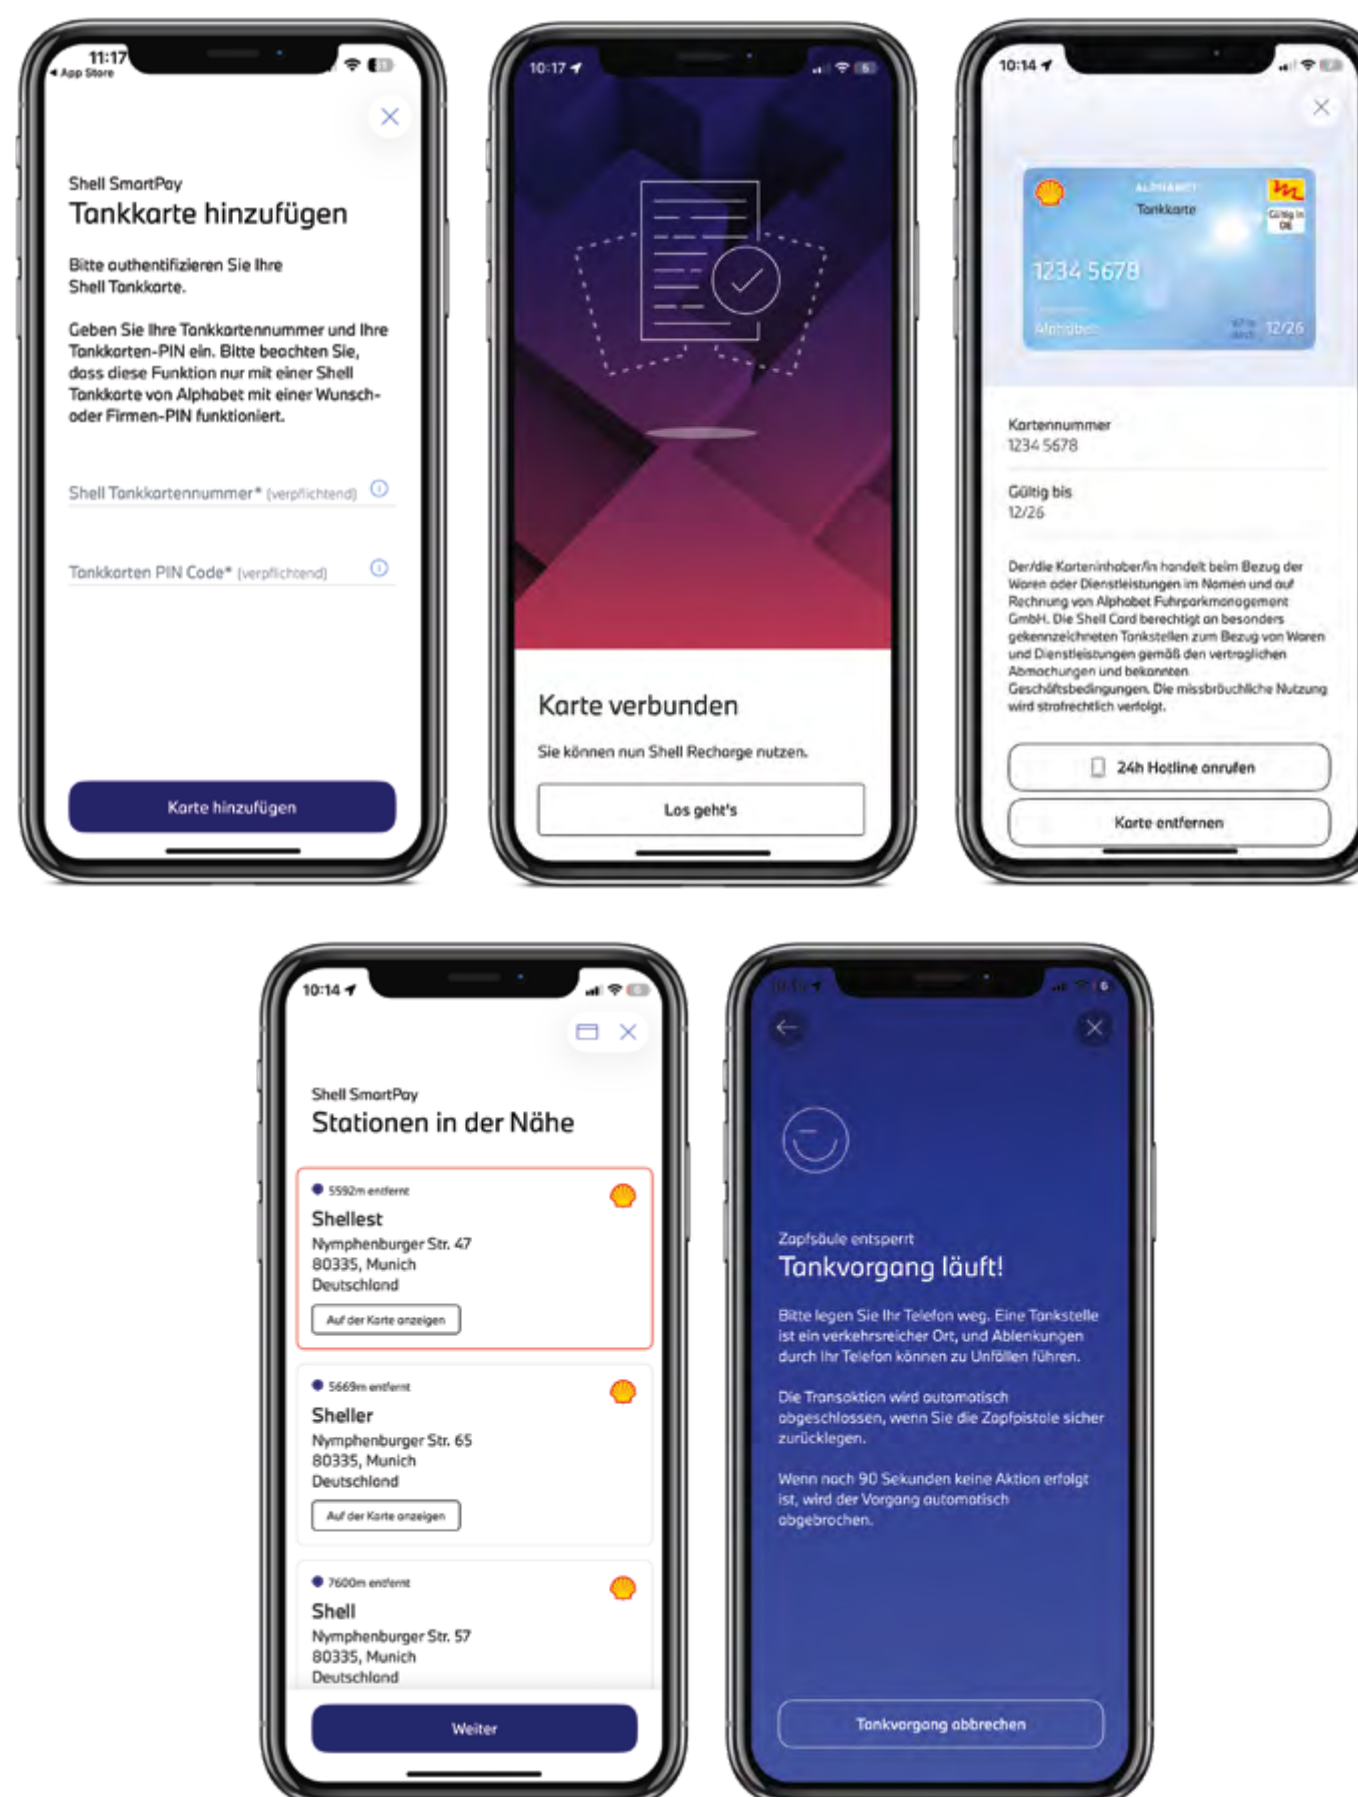 11:17
App Store
Shell SmartPay
Tankkarte hinzufügen
Bitte authentifizieren Sie Ihre
Shell Tankkarte.
Geben Sie Ihre Tankkartennummer und Ihre
Tankkarten-PIN ein. Bitte beachten Sie,
dass diese Funktion nur mit einer Shell
Tankkarte von Alphabet mit einer Wunsch-
oder Firmen-PIN funktioniert.
Shell Tankkartennummer* (verpflichtend)
Tankkarten PIN Code* (verpflichtend)
Karte hinzufügen
10:17
6
Karte verbunden
Sie können nun Shell Recharge nutzen.
Los geht's
10:14
ALPHABET
Tankkarte
Gültig in
DE
1234 5678
Alphabet
12/26
Kartennummer
1234 5678
Gültig bis
12/26
Der/die Karteninhaber/in handelt beim Bezug der
Waren oder Dienstleistungen im Namen und auf
Rechnung von Alphabet Fuhrparkmanagement
GmbH. Die Shell Card berechtigt an besonders
gekennzeichneten Tankstellen zum Bezug von Waren
und Dienstleistungen gemäß den vertraglichen
Abmachungen und bekannten
Geschäftsbedingungen. Die missbräuchliche Nutzung
wird strafrechtlich verfolgt.
24h Hotline anrufen
Karte entfernen
10:14
6
Shell SmartPay
Stationen in der Nähe
5592m entfernt
Shellest
Nymphenburger Str. 47
80335, Munich
Deutschland
Auf der Karte anzeigen
5669m entfernt
Sheller
Nymphenburger Str. 65
80335, Munich
Deutschland
Auf der Karte anzeigen
7600m entfernt
Shell
Nymphenburger Str. 57
80335, Munich
Deutschland
Weiter
6
Zapfsäule entsperrt
Tankvorgang läuft!
Bitte legen Sie Ihr Telefon weg. Eine Tankstelle
ist ein verkehrsreicher Ort, und Ablenkungen
durch Ihr Telefon können zu Unfällen führen.
Die Transaktion wird automatisch
abgeschlossen, wenn Sie die Zapfpistole sicher
zurücklegen.
Wenn nach 90 Sekunden keine Aktion erfolgt
ist, wird der Vorgang automatisch
abgebrochen.
Tankvorgang abbrechen